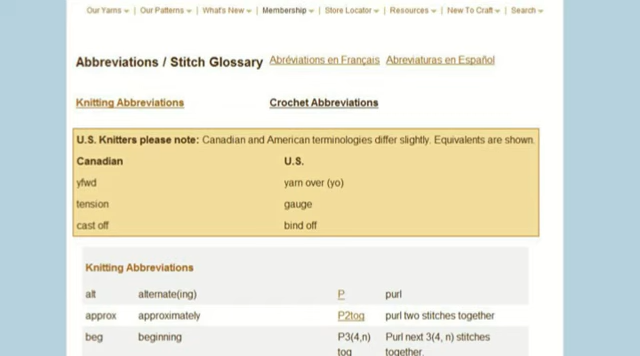 Our Yarns | Our Patterns | What's New | Membership | Store Locator | Resources | New To Craft | Search
Abbreviations / Stitch Glossary Abréviations en Français Abreviaturas en Español
Knitting Abbreviations Crochet Abbreviations
U.S. Knitters please note: Canadian and American terminologies differ slightly. Equivalents are shown.
Canadian U.S.
yfwd yarn over (yo)
tension gauge
cast off bind off
Knitting Abbreviations
alt alternate(ing) P purl
approx approximately P2tog purl two stitches together
beg beginning P3(4,n) Purl next 3(4, n) stitches
tog together.